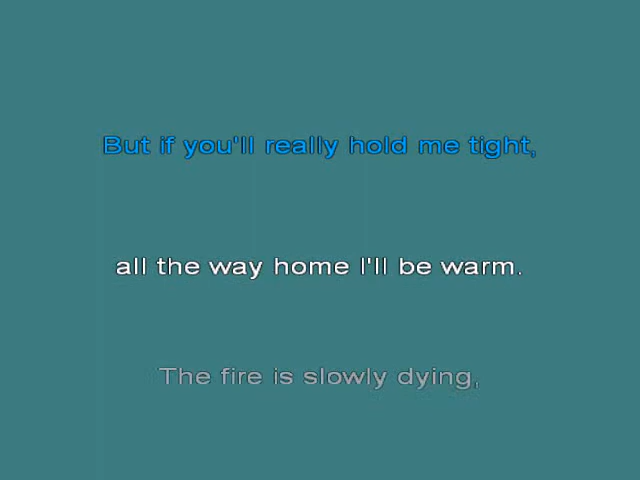 But if you'll really hold me tight,
all the way home I'll be warm.
The fire is slowly dying,